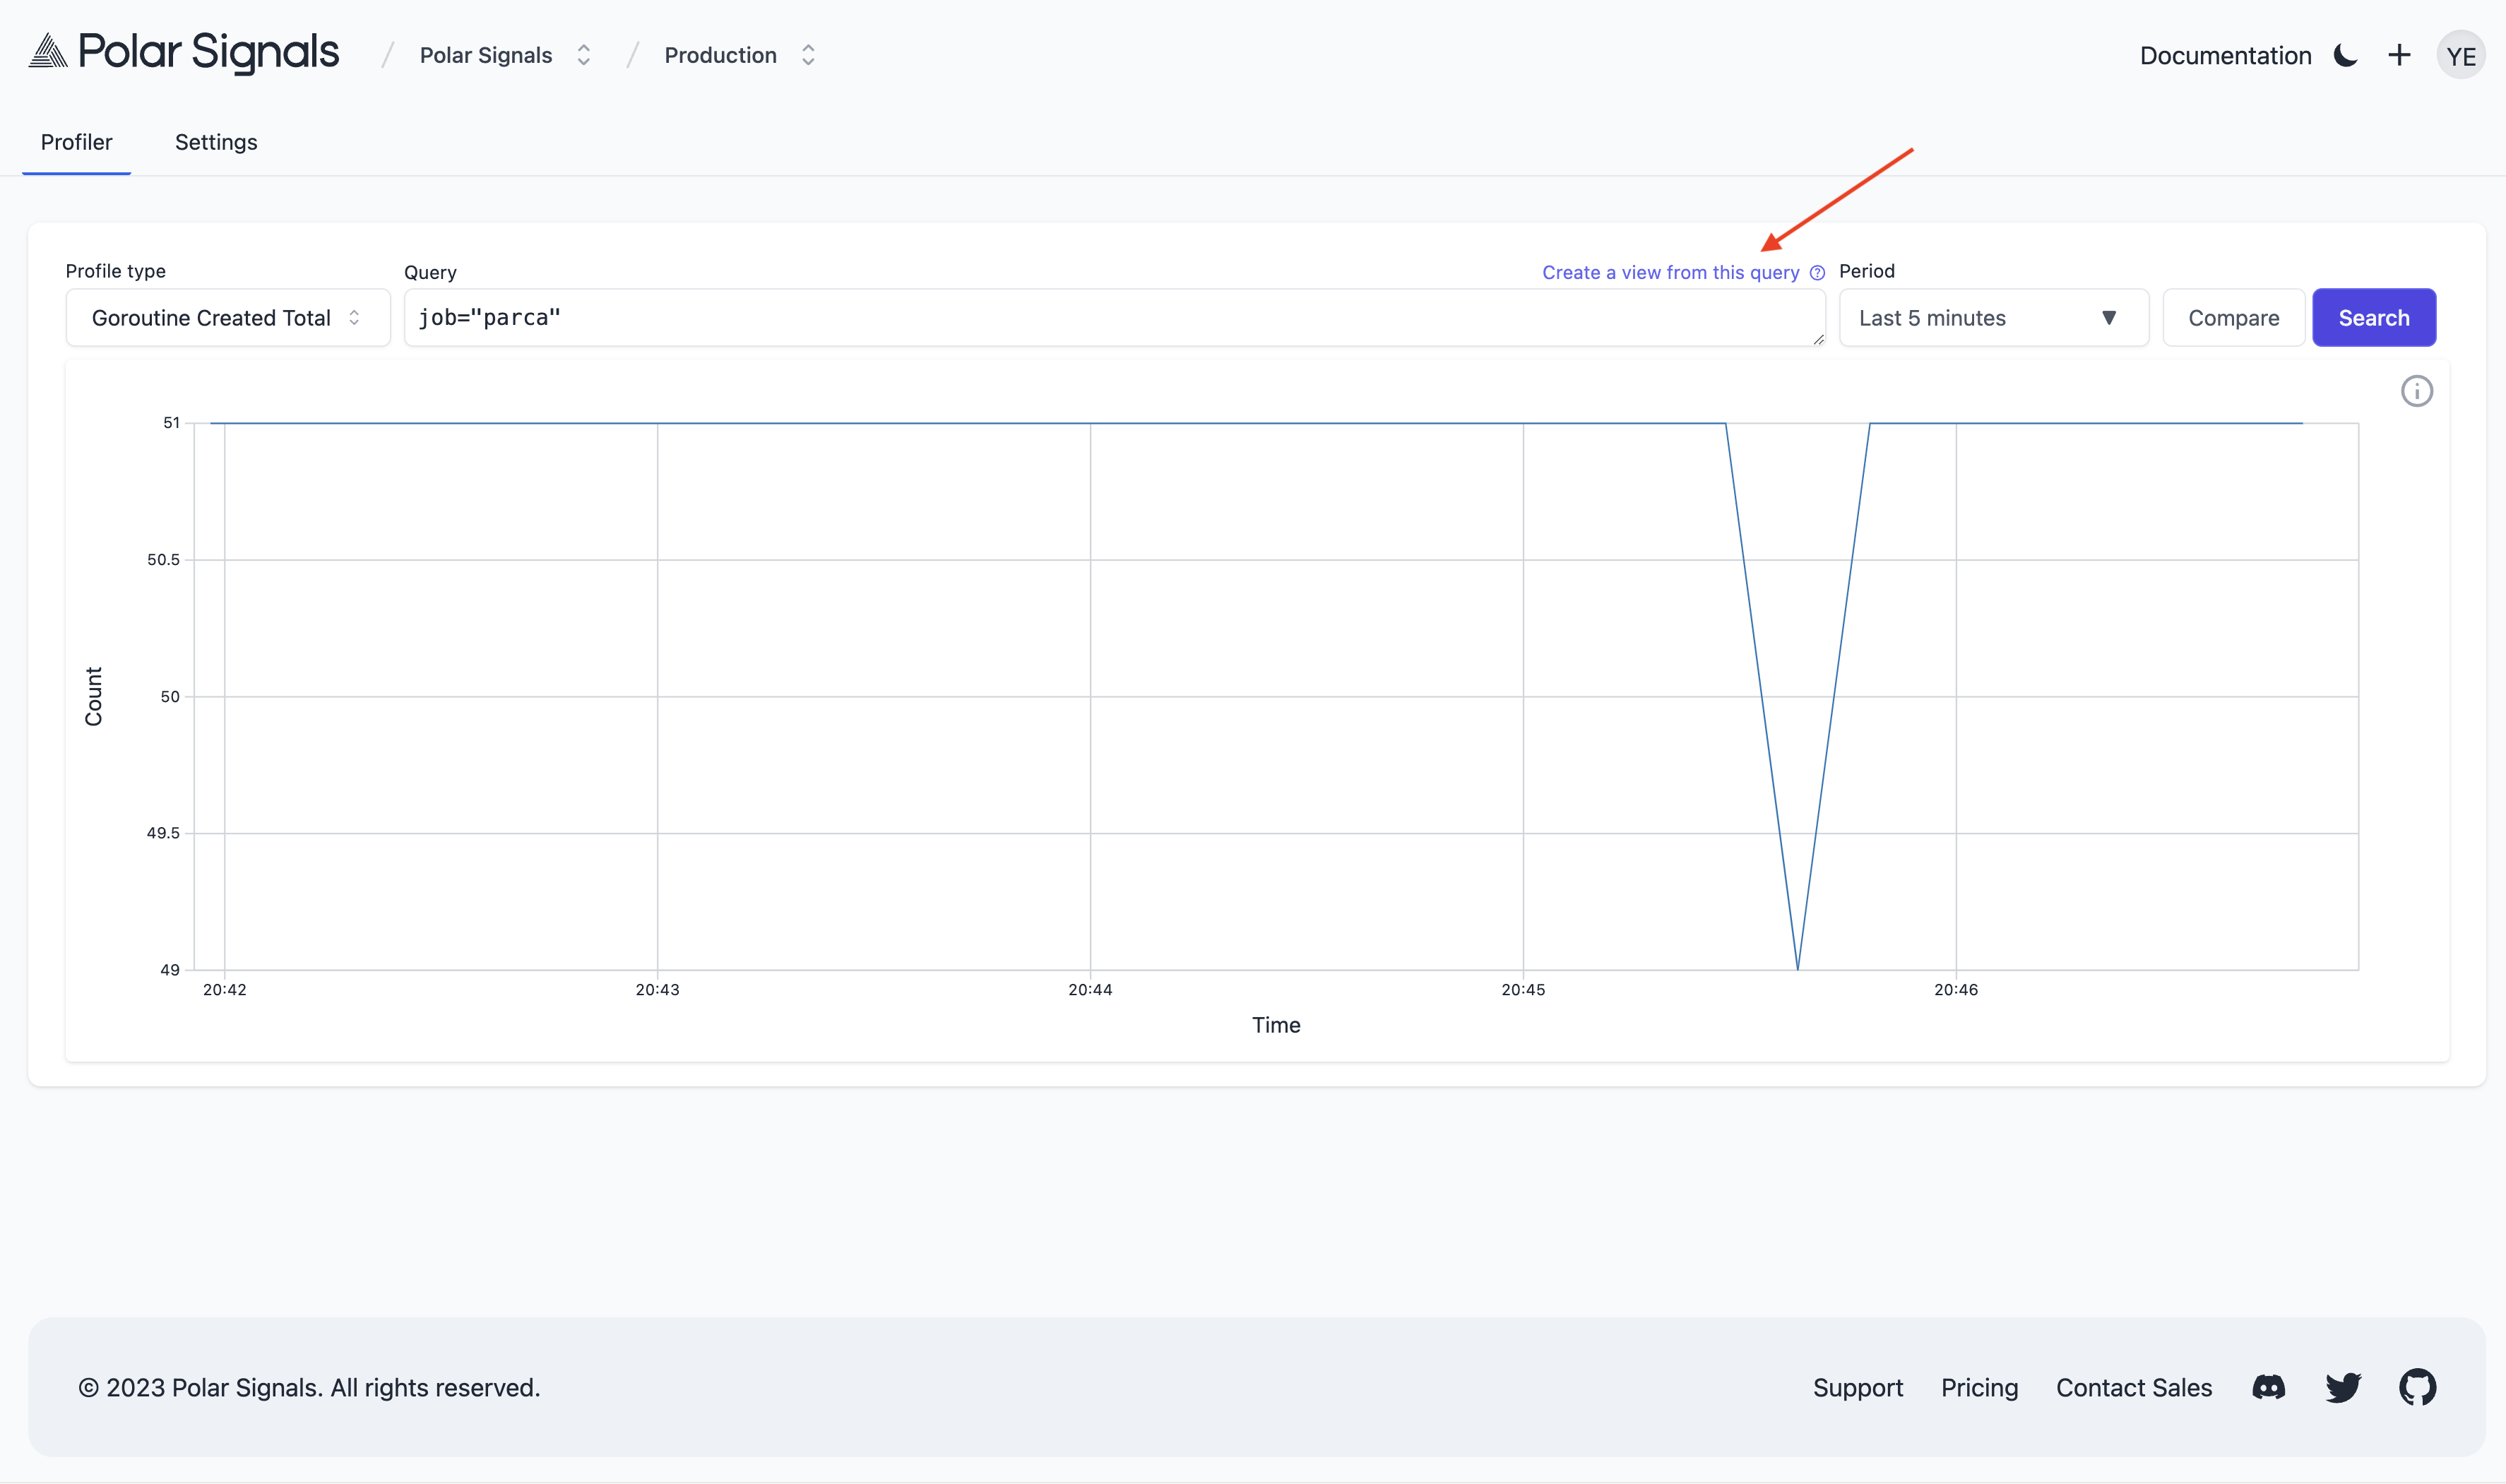 Polar Signals / Polar Signals / Production
Documentation + YE
Profiler Settings
Profile type
Query
Create a view from this query ?
Period
Goroutine Created Total
job="parca"
Last 5 minutes
Compare
Search
51
50.5
50
49.5
49
Count
20:42 20:43 20:44 20:45 20:46
Time
© 2023 Polar Signals. All rights reserved.
Support Pricing Contact Sales